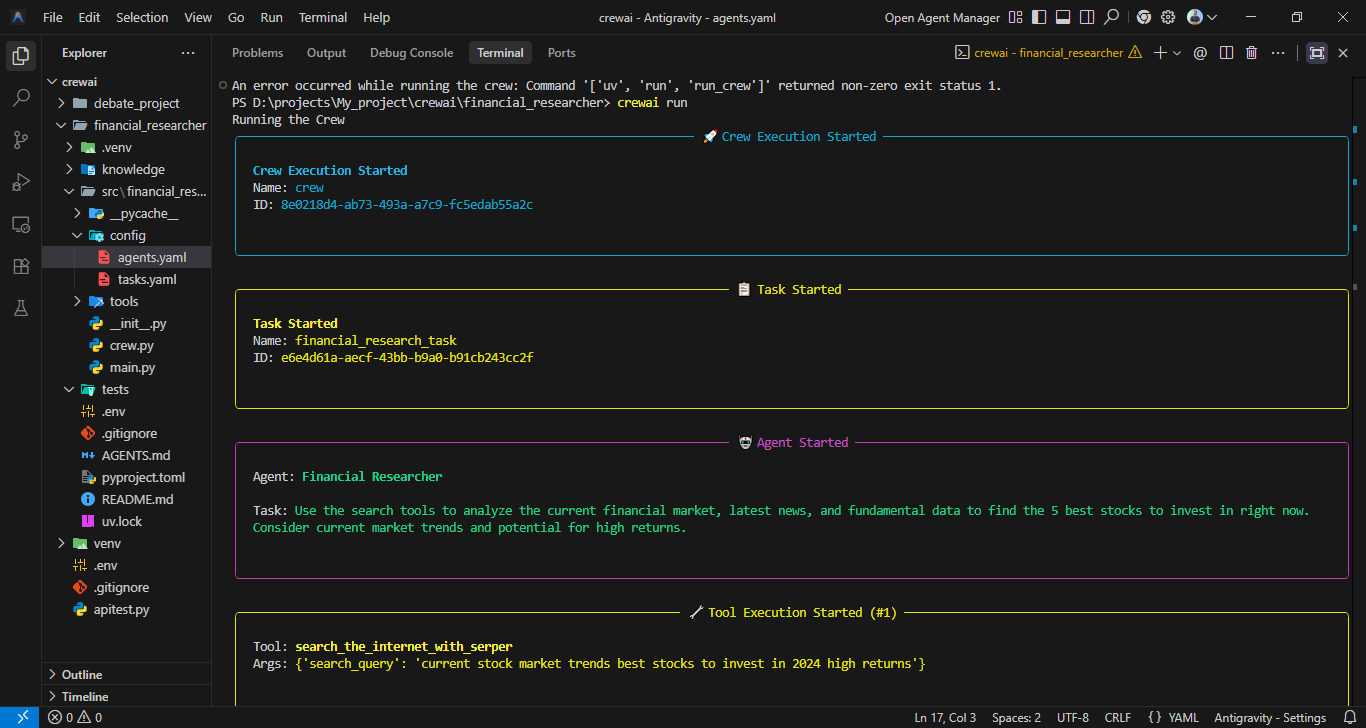 File Edit Selection View Go Run Terminal Help
crewai - Antigravity - agents.yaml
Open Agent Manager
Explorer
crewai
debate_project
financial_researcher
.venv
knowledge
src\financial_res...
__pycache__
config
agents.yaml
tasks.yaml
tools
__init__.py
crew.py
main.py
tests
.env
.gitignore
AGENTS.md
pyproject.toml
README.md
uv.lock
venv
.env
.gitignore
apitest.py
Outline
Timeline
Problems Output Debug Console Terminal Ports
crewai - financial_researcher
An error occurred while running the crew: Command '['uv', 'run', 'run_crew']' returned non-zero exit status 1.
PS D:\projects\My_project\crewai\financial_researcher> crewai run
Running the Crew
🚀 Crew Execution Started
Crew Execution Started
Name: crew
ID: 8e0218d4-ab73-493a-a7c9-fc5edab55a2c
📋 Task Started
Task Started
Name: financial_research_task
ID: e6e4d61a-aecf-43bb-b9a0-b91cb243cc2f
🤖 Agent Started
Agent: Financial Researcher
Task: Use the search tools to analyze the current financial market, latest news, and fundamental data to find the 5 best stocks to invest in right now.
Consider current market trends and potential for high returns.
🔧 Tool Execution Started (#1)
Tool: search_the_internet_with_serper
Args: {'search_query': 'current stock market trends best stocks to invest in 2024 high returns'}
0 0
Ln 17, Col 3 Spaces: 2 UTF-8 CRLF {} YAML Antigravity - Settings